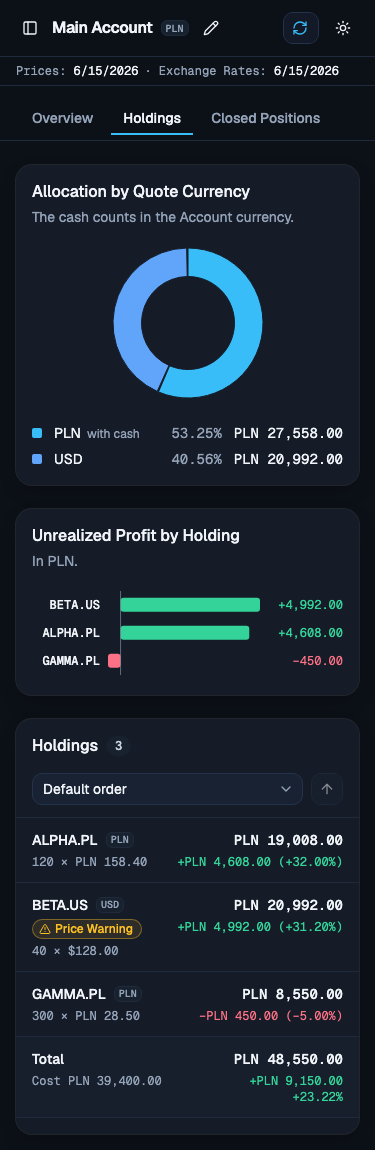 Main Account PLN
Prices: 6/15/2026 · Exchange Rates: 6/15/2026
Overview Holdings Closed Positions
Allocation by Quote Currency
The cash counts in the Account currency.
PLN with cash 53.25% PLN 27,558.00
USD 40.56% PLN 20,992.00
Unrealized Profit by Holding
In PLN.
BETA.US +4,992.00
ALPHA.PL +4,608.00
GAMMA.PL −450.00
Holdings 3
Default order
ALPHA.PL PLN PLN 19,008.00
120 × PLN 158.40 +PLN 4,608.00 (+32.00%)
BETA.US USD PLN 20,992.00
Price Warning +PLN 4,992.00 (+31.20%)
40 × $128.00
GAMMA.PL PLN PLN 8,550.00
300 × PLN 28.50 −PLN 450.00 (−5.00%)
Total PLN 48,550.00
Cost PLN 39,400.00 +PLN 9,150.00
+23.22%